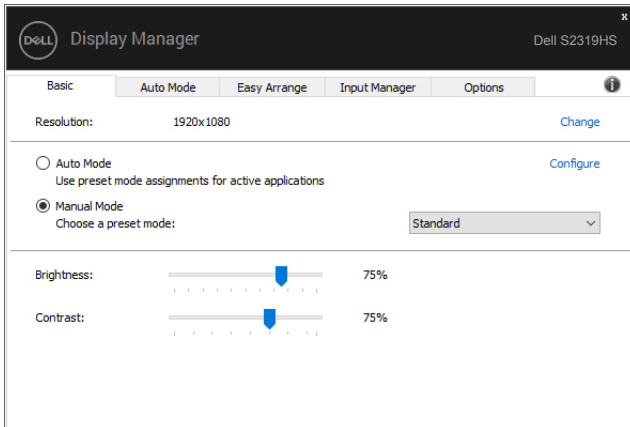 x
DELL Display Manager Dell S2319HS
Basic Auto Mode Easy Arrange Input Manager Options i
Resolution: 1920x1080 Change
Auto Mode Configure
Use preset mode assignments for active applications
Manual Mode
Choose a preset mode: Standard
Brightness: 75%
Contrast: 75%